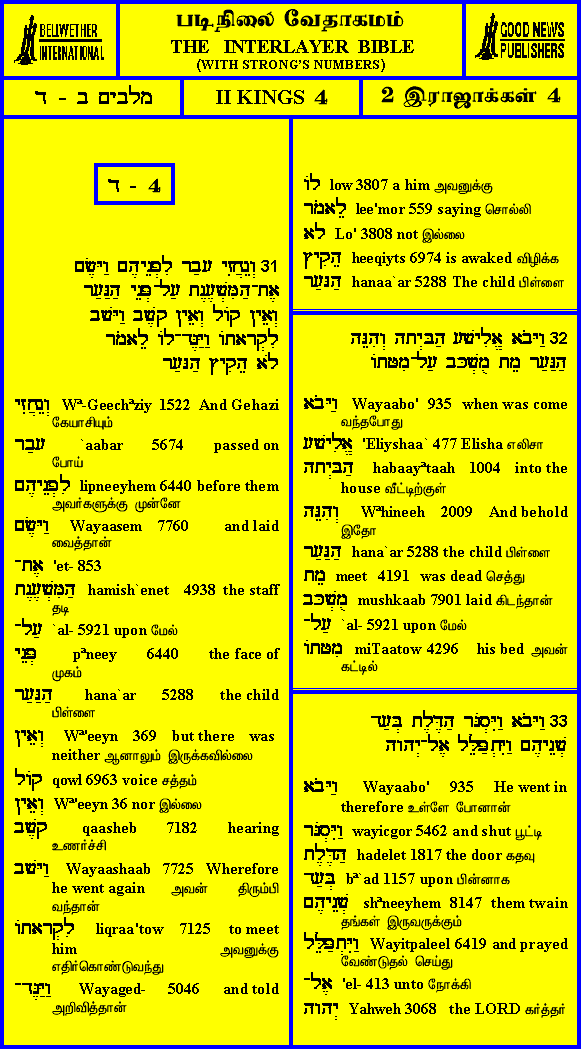 BELLWETHER
INTERNATIONAL
படிநிலை வேதாகமம்
THE INTERLAYER BIBLE
(WITH STRONG'S NUMBERS)
GOOD NEWS
PUBLISHERS
מלבים ב - ד
II KINGS 4
2 இராஜாக்கள் 4
4 - ד
31 וְגֵחֲזִי עָבַר לִפְנֵיהֶם וַיָּשֶׂם
אֶת־הַמִּשְׁעֶנֶת עַל־פְּנֵי הַנַּעַר
וְאֵין קוֹל וְאֵין קָשֶׁב וַיָּשָׁב
לִקְרָאתוֹ וַיַּגֶּד־לוֹ לֵאמֹר
לֹא הֵקִיץ הַנָּעַר
וְגֵחֲזִי Wª-Geechªziy 1522 And Gehazi
கேயாசியும்
עָבַר `aabar 5674 passed on
போய்
לִפְנֵיהֶם lipneeyhem 6440 before them
அவர்களுக்கு முன்னே
וַיָּשֶׂם Wayaasem 7760 and laid
வைத்தான்
אֶת־ 'et- 853
הַמִּשְׁעֶנֶת hamish`enet 4938 the staff
தடி
עַל־ `al- 5921 upon மேல்
פְּנֵי pªneey 6440 the face of
முகம்
הַנַּעַר hana`ar 5288 the child
பிள்ளை
וְאֵין Wª'eeyn 369 but there was
neither ஆனாலும் இருக்கவில்லை
קוֹל qowl 6963 voice சத்தம்
וְאֵין Wª'eeyn 36 nor இல்லை
קָשֶׁב qaasheb 7182 hearing
உணர்ச்சி
וַיָּשָׁב Wayaashaab 7725 Wherefore
he went again அவன் திரும்பி
வந்தான்
לִקְרָאתוֹ liqraa'tow 7125 to meet
him அவனுக்கு
எதிர்கொண்டுவந்து
וַיַּגֶּד־ Wayaged- 5046 and told
அறிவித்தான்
לוֹ low 3807 a him அவனுக்கு
לֵאמֹר lee'mor 559 saying சொல்லி
לֹא Lo' 3808 not இல்லை
הֵקִיץ heeqiyts 6974 is awaked விழிக்க
הַנָּעַר hanaa`ar 5288 The child பிள்ளை
32 וַיָּבֹא אֱלִישָׁע הַבָּיְתָה וְהִנֵּה
הַנַּעַר מֵת מֻשְׁכָּב עַל־מִטָּתוֹ
וַיָּבֹא Wayaabo' 935 when was come
வந்தபோது
אֱלִישָׁע 'Eliyshaa` 477 Elisha எலிசா
הַבָּיְתָה habaayªtaah 1004 into the
house வீட்டிற்குள்
וְהִנֵּה Wªhineeh 2009 And behold
இதோ
הַנַּעַר hana`ar 5288 the child பிள்ளை
מֵת meet 4191 was dead செத்து
מֻשְׁכָּב mushkaab 7901 laid கிடந்தான்
עַל־ `al- 5921 upon மேல்
מִטָּתוֹ miTaatow 4296 his bed அவன்
கட்டில்
33 וַיָּבֹא וַיִּסְגֹּר הַדֶּלֶת בְּעַד
שְׁנֵיהֶם וַיִּתְפַּלֵּל אֶל־יְהוָה
וַיָּבֹא Wayaabo' 935 He went in
therefore உள்ளே போனான்
וַיִּסְגֹּר wayicgor 5462 and shut பூட்டி
הַדֶּלֶת hadelet 1817 the door கதவு
בְּעַד bª`ad 1157 upon பின்னாக
שְׁנֵיהֶם shªneeyhem 8147 them twain
தங்கள் இருவருக்கும்
וַיִּתְפַּלֵּל Wayitpaleel 6419 and prayed
வேண்டுதல் செய்து
אֶל־ 'el- 413 unto நோக்கி
יְהוָה Yahweh 3068 the LORD கர்த்தர்